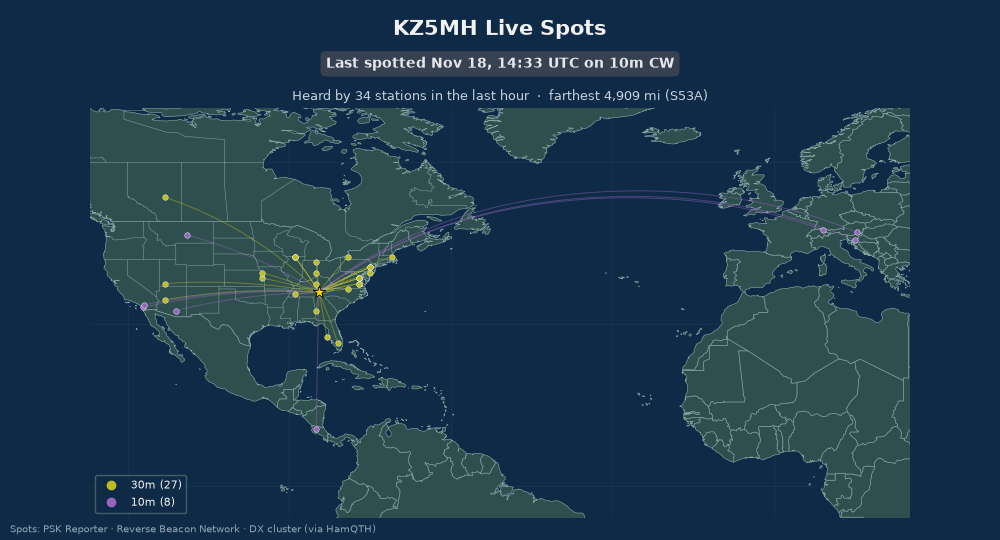 KZ5MH Live Spots
Last spotted Nov 18, 14:33 UTC on 10m CW
Heard by 34 stations in the last hour · farthest 4,909 mi (S53A)
30m (27)
10m (8)
Spots: PSK Reporter · Reverse Beacon Network · DX cluster (via HamQTH)